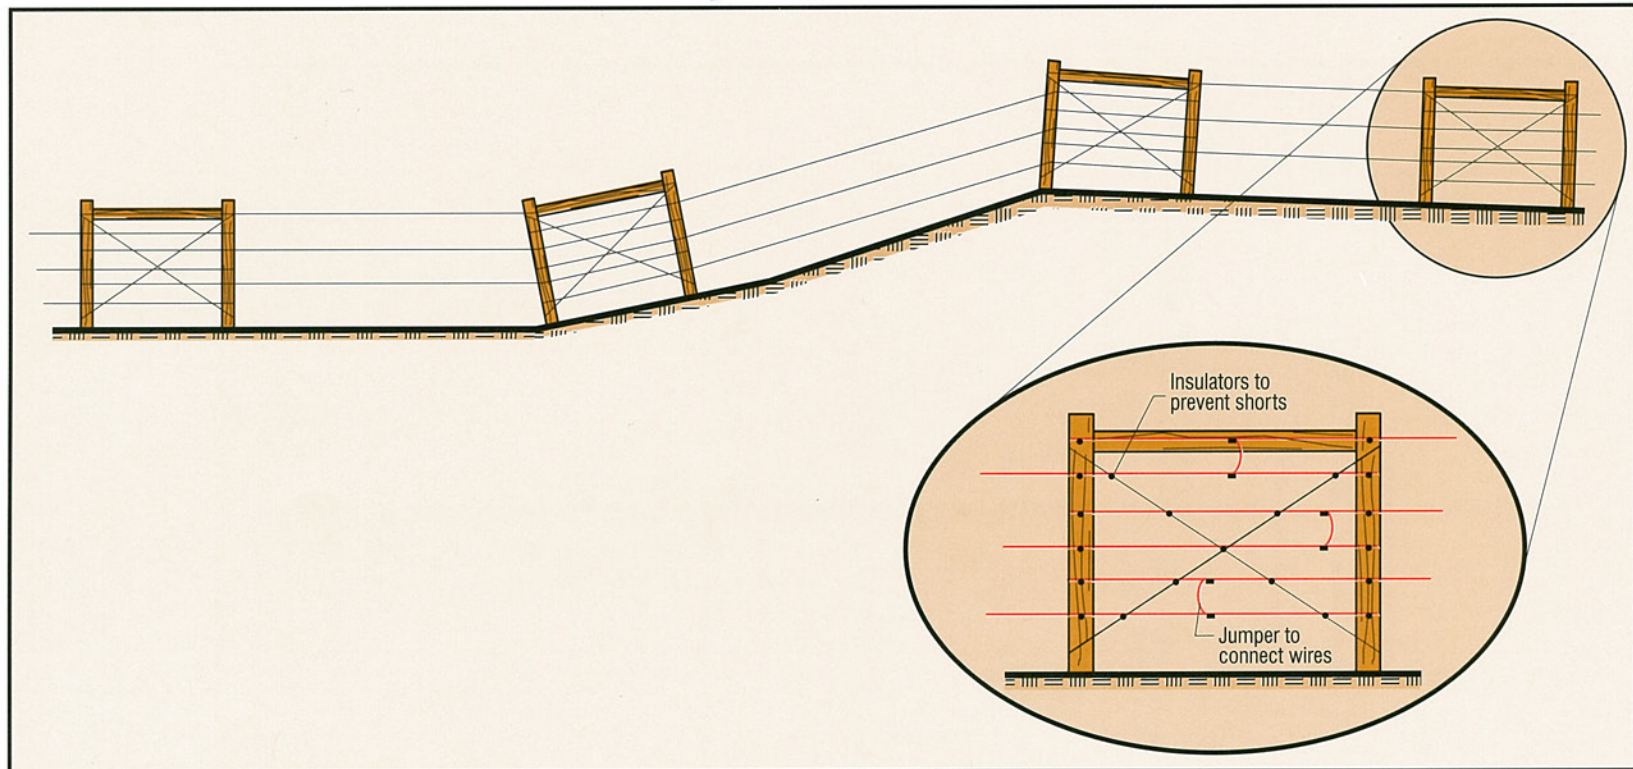 Insulators to
prevent shorts
Jumper to
connect wires